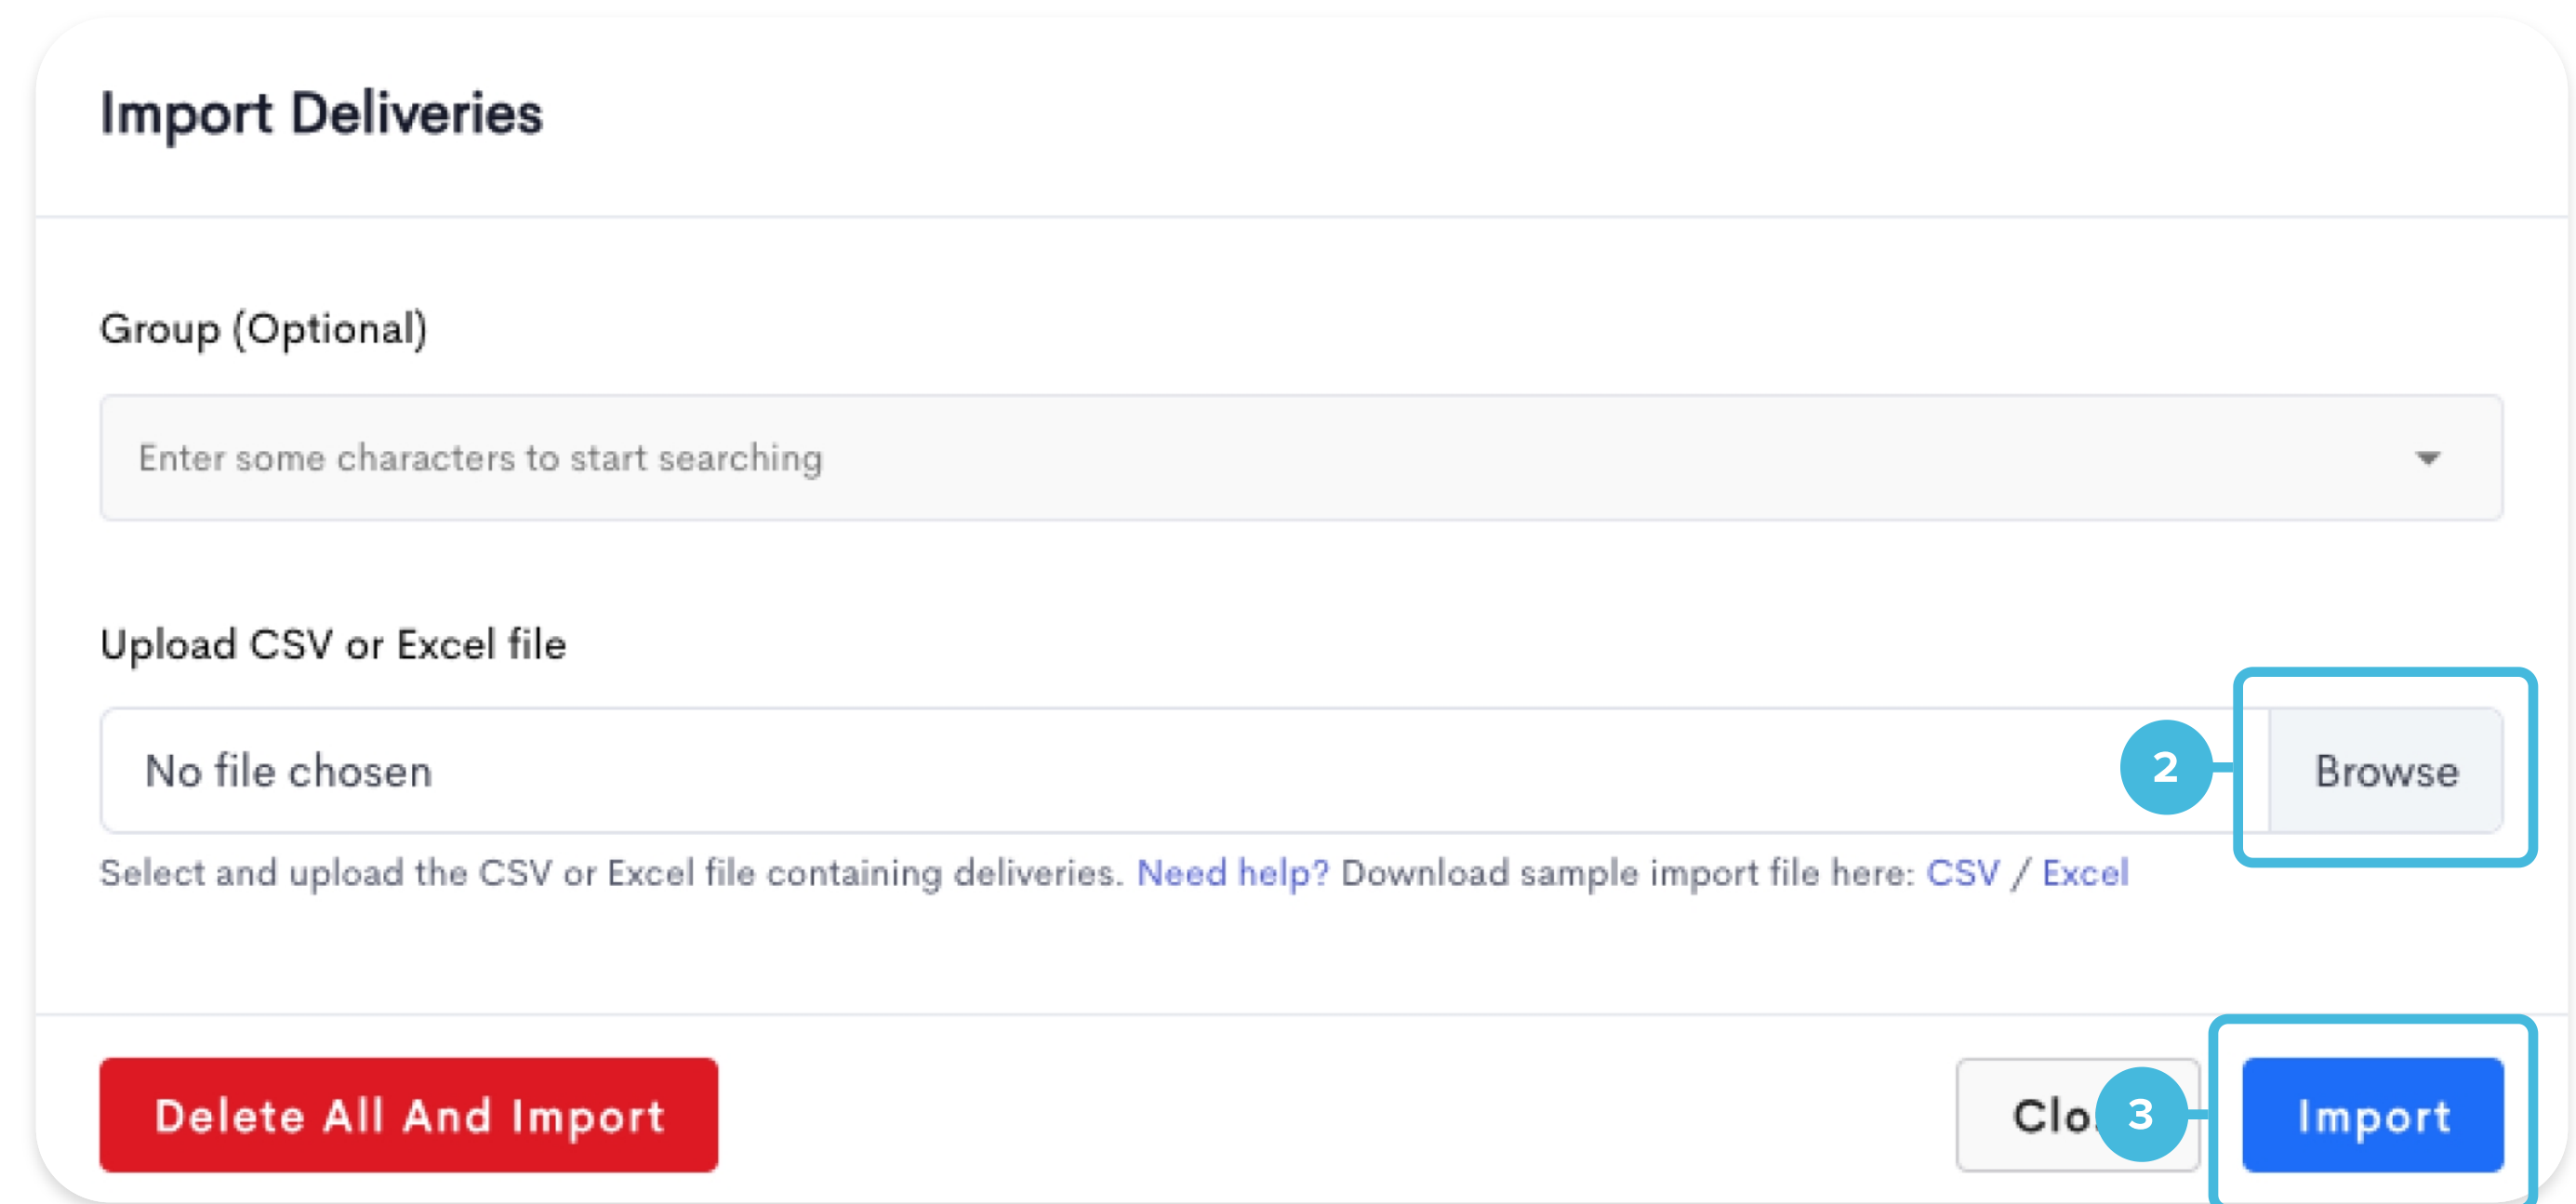 Import Deliveries
Group (Optional)
Enter some characters to start searching
Upload CSV or Excel file
No file chosen
2
Browse
Select and upload the CSV or Excel file containing deliveries. Need help? Download sample import file here: CSV / Excel
Delete All And Import
3
Import